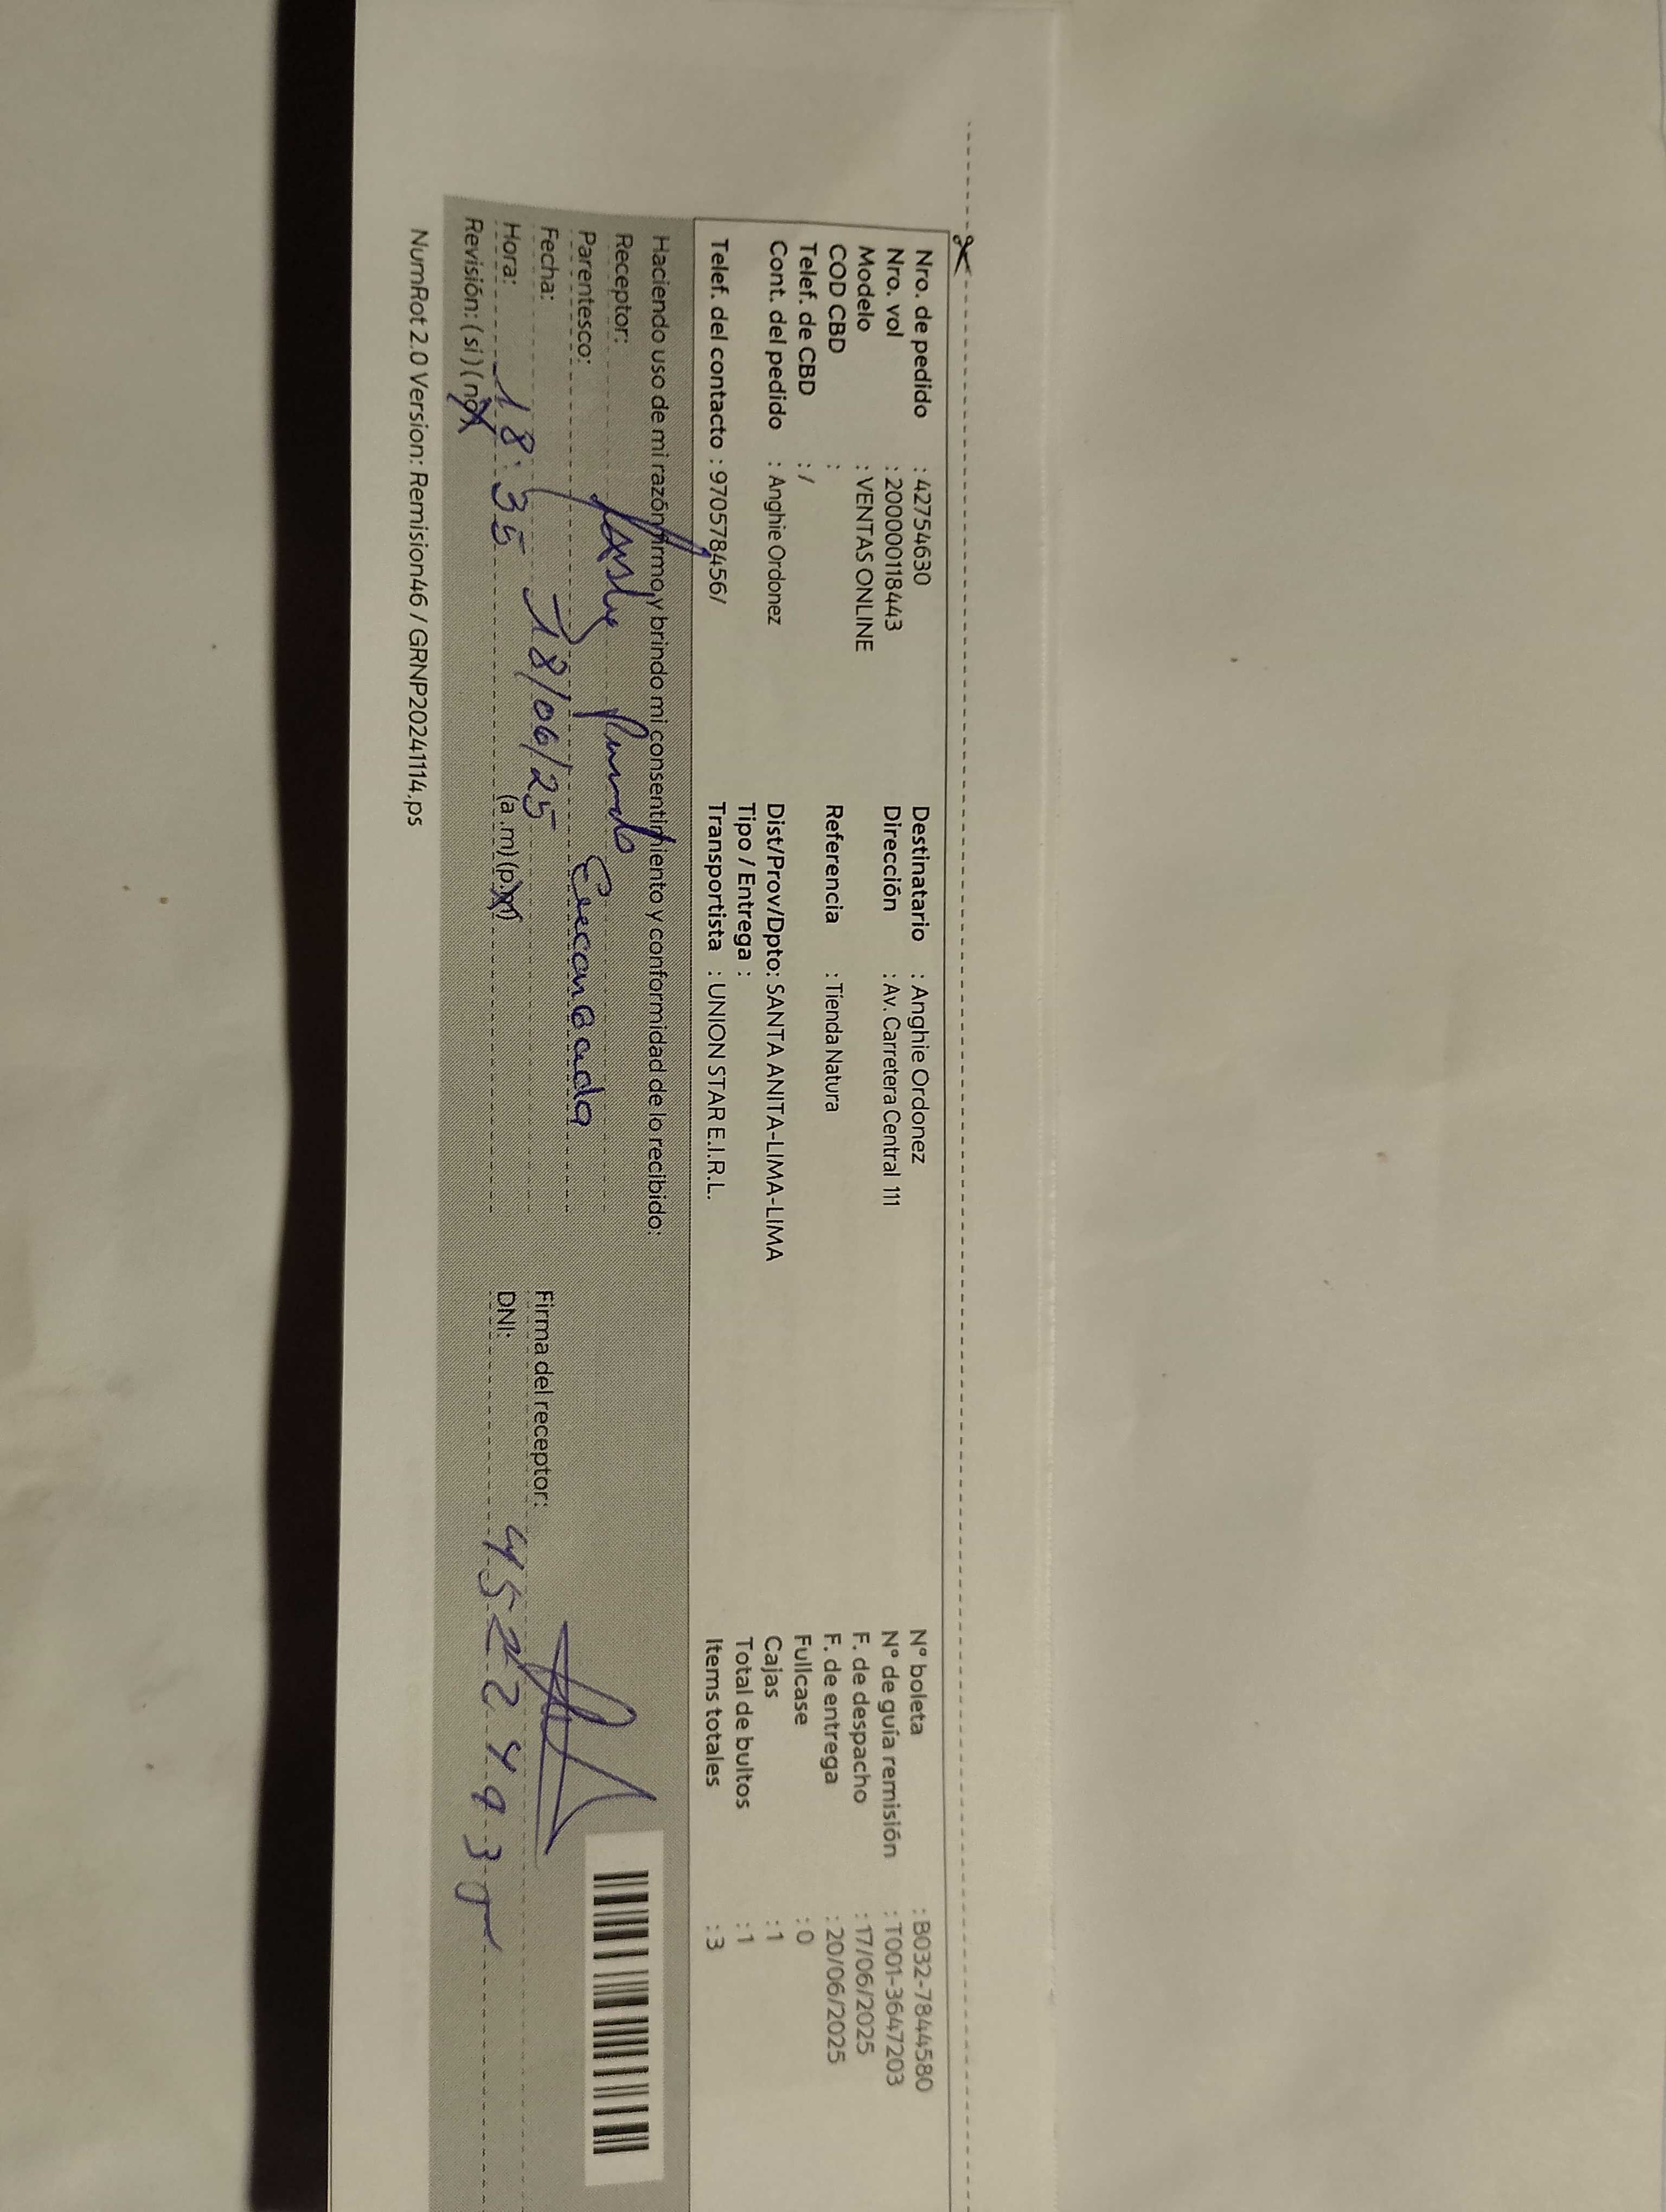 Nro. de pedido : 42754630
Nro. vol : 200000118443
Modelo : VENTAS ONLINE
COD CBD :
Telef. de CBD : /
Cont. del pedido : Anghie Ordonez
Telef. del contacto : 970578456/
Destinatario : Anghie Ordonez
Dirección : Av. Carretera Central 111
Referencia : Tienda Natura
Dist/Prov/Dpto: SANTA ANITA-LIMA-LIMA
Tipo / Entrega :
Transportista : UNION STAR E.I.R.L.
N° boleta : B032-7844580
N° de guía remisión : T001-3647203
F. de despacho : 17/06/2025
F. de entrega : 20/06/2025
Fullcase : 0
Cajas : 1
Total de bultos : 1
Items totales : 3
Haciendo uso de mi razón firmo y brindo mi consentimiento y conformidad de lo recibido:
Receptor:
Parentesco: Encargada
Fecha: 18/06/25
Hora: 18:35 (a .m) (p.m)
Revisión: ( si ) ( no)
Firma del receptor:
DNI:
NumRot 2.0 Version: Remision46 / GRNP20241114.ps